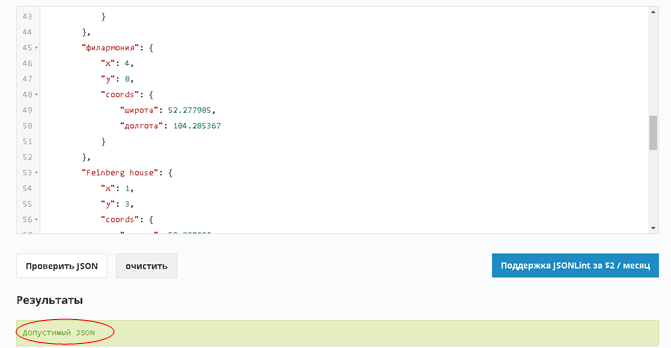 43 }
44 },
45 "филармония": {
46 "x": 4,
47 "y": 8,
48 "coords": {
49 "широта": 52.277985,
50 "долгота": 104.285367
51 }
52 },
53 "Feinberg house": {
54 "x": 1,
55 "y": 3,
56 "coords": {
Проверить JSON
очистить
Поддержка JSONLint за $2 / месяц
Результаты
Допустимый JSON